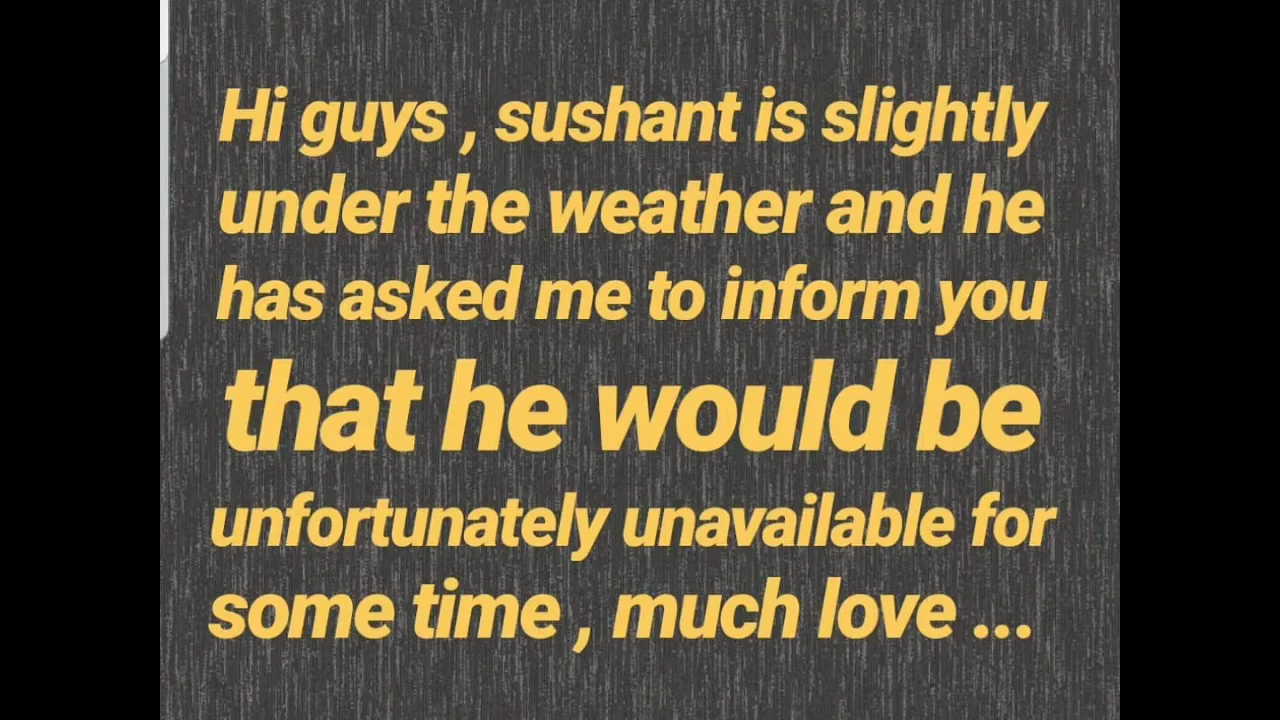 Hi guys , sushant is slightly
under the weather and he
has asked me to inform you
that he would be
unfortunately unavailable for
some time , much love ...